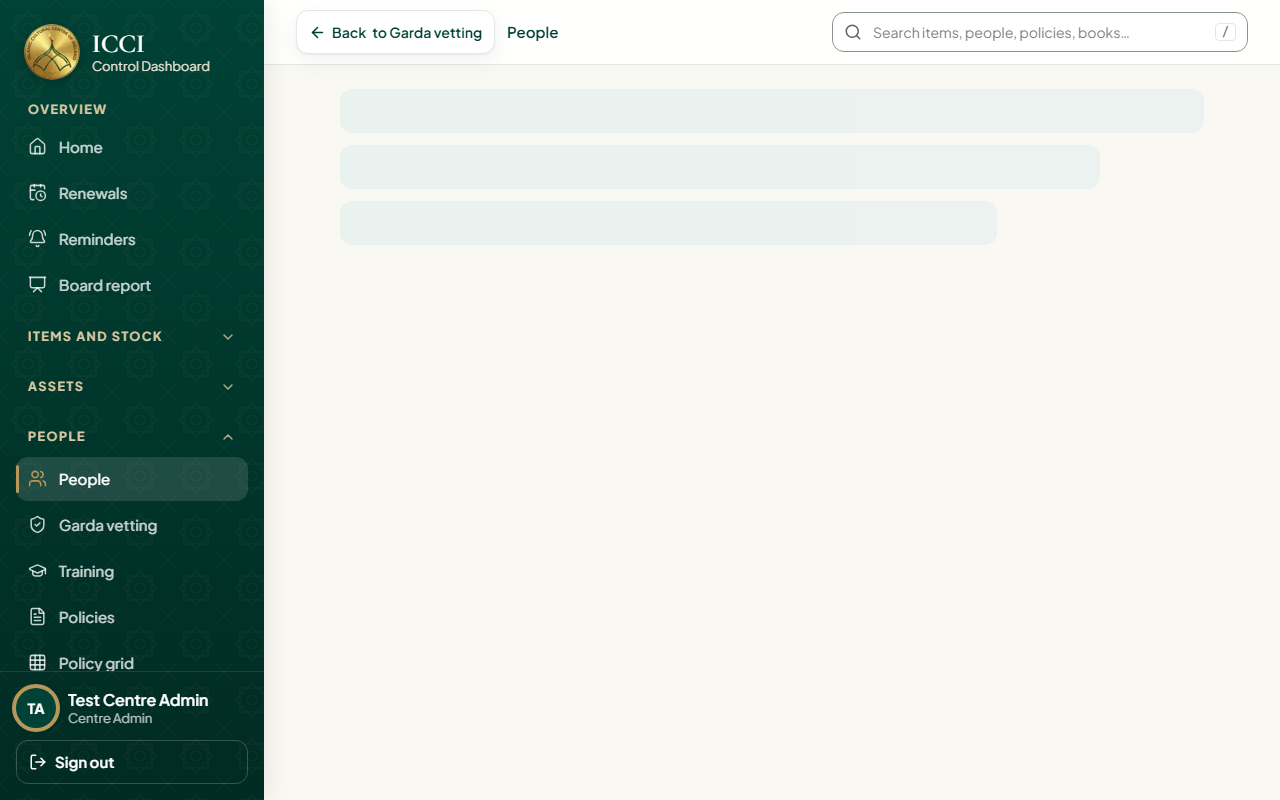 ICCI
Control Dashboard
OVERVIEW
Home
Renewals
Reminders
Board report
ITEMS AND STOCK
ASSETS
PEOPLE
People
Garda vetting
Training
Policies
Policy grid
TA
Test Centre Admin
Centre Admin
Sign out
Back to Garda vetting
People
Search items, people, policies, books…
/